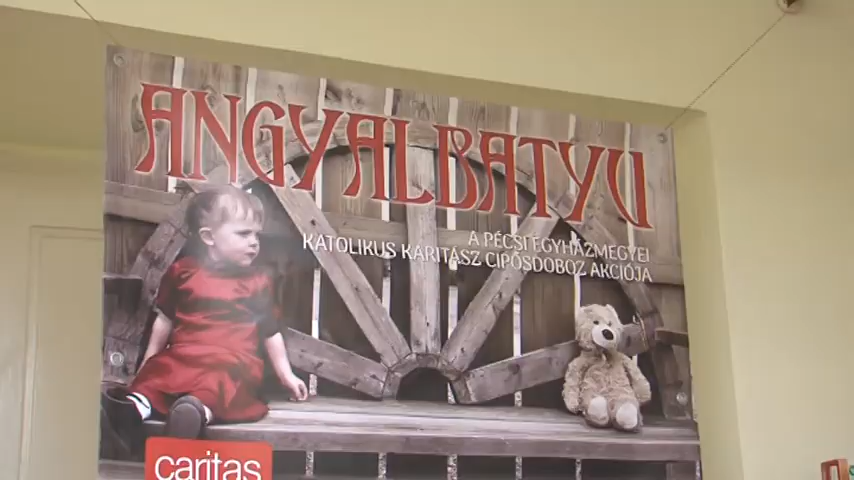 ANGYALBATYU
A PÉCSI EGYHÁZMEGYEI
KATOLIKUS KARITÁSZ CIPŐSDOBOZ AKCIÓJA
caritas